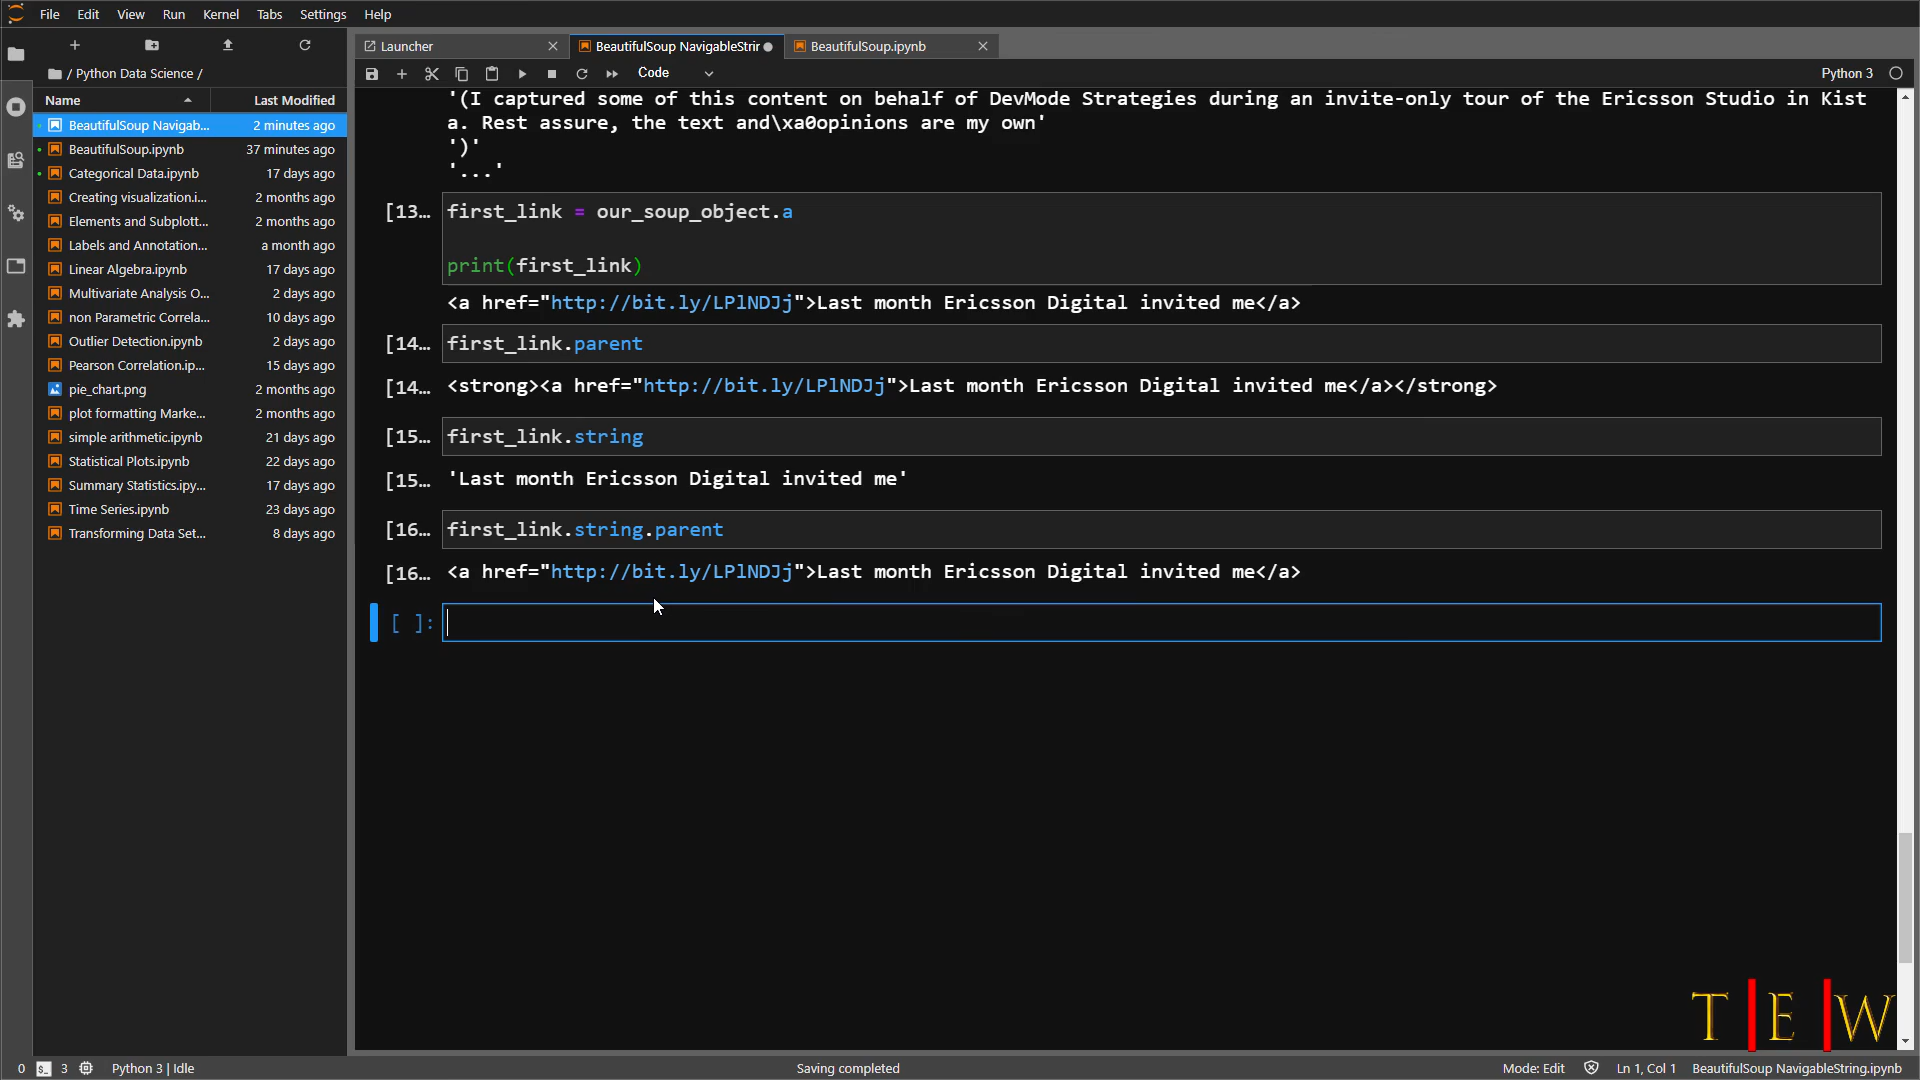 File Edit View Run Kernel Tabs Settings Help
Launcher
BeautifulSoup NavigableStrir
BeautifulSoup.ipynb
/ Python Data Science /
Code
Python 3
Name Last Modified
BeautifulSoup Navigab... 2 minutes ago
BeautifulSoup.ipynb 37 minutes ago
Categorical Data.ipynb 17 days ago
Creating visualization.i... 2 months ago
Elements and Subplott... 2 months ago
Labels and Annotation... a month ago
Linear Algebra.ipynb 17 days ago
Multivariate Analysis O... 2 days ago
non Parametric Correla... 10 days ago
Outlier Detection.ipynb 2 days ago
Pearson Correlation.ip... 15 days ago
pie_chart.png 2 months ago
plot formatting Marke... 2 months ago
simple arithmetic.ipynb 21 days ago
Statistical Plots.ipynb 22 days ago
Summary Statistics.ipy... 17 days ago
Time Series.ipynb 23 days ago
Transforming Data Set... 8 days ago
'(I captured some of this content on behalf of DevMode Strategies during an invite-only tour of the Ericsson Studio in Kist
a. Rest assure, the text and\xa0opinions are my own'
')'
'...'
[13... first_link = our_soup_object.a
print(first_link)
<a href="http://bit.ly/LPlNDJj">Last month Ericsson Digital invited me</a>
[14... first_link.parent
[14... <strong><a href="http://bit.ly/LPlNDJj">Last month Ericsson Digital invited me</a></strong>
[15... first_link.string
[15... 'Last month Ericsson Digital invited me'
[16... first_link.string.parent
[16... <a href="http://bit.ly/LPlNDJj">Last month Ericsson Digital invited me</a>
[ ]:
T|E|W
0 3 Python 3 | Idle Saving completed Mode: Edit Ln 1, Col 1 BeautifulSoup NavigableString.ipynb